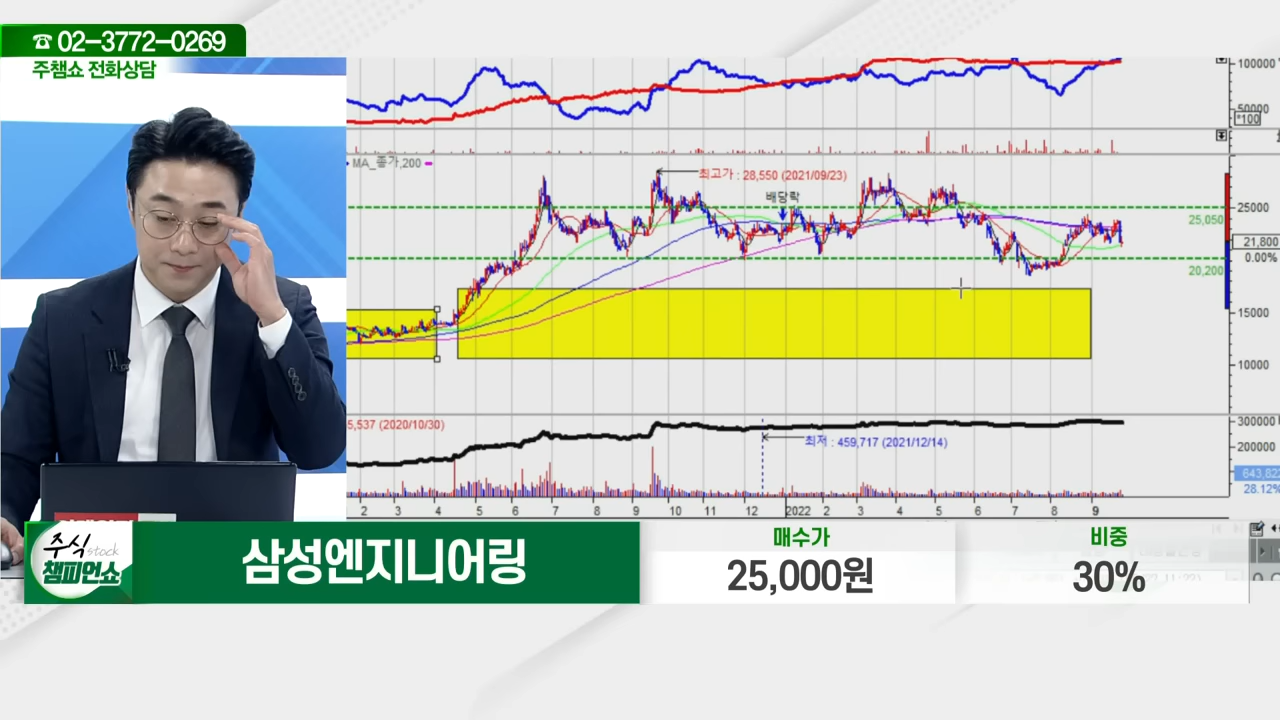 ☎ 02-3772-0269
주챔쇼 전화상담
100000
50000
*100
MA_종가,200
최고가 : 28,550 (2021/09/23)
배당락
25000
25,050
21,800
0.00%
20,200
15000
10000
5,537 (2020/10/30)
최저 : 459,717 (2021/12/14)
300000
200000
643,822
28.12%
2 3 4 5 6 7 8 9 10 11 12 2022 2 3 4 5 6 7 8 9
주식 stock
챔피언쇼
삼성엔지니어링
매수가
25,000원
비중
30%